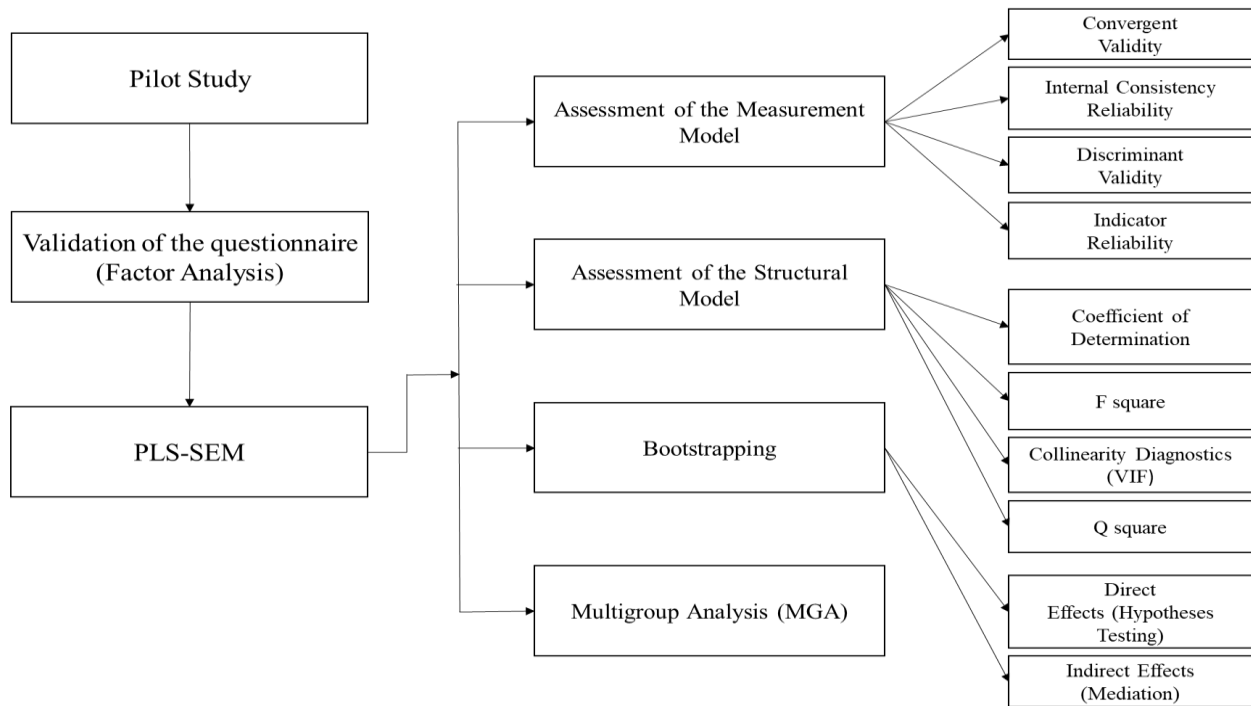 Pilot Study
Validation of the questionnaire
(Factor Analysis)
PLS-SEM
Assessment of the Measurement
Model
Assessment of the Structural
Model
Bootstrapping
Multigroup Analysis (MGA)
Convergent
Validity
Internal Consistency
Reliability
Discriminant
Validity
Indicator
Reliability
Coefficient of
Determination
F square
Collinearity Diagnostics
(VIF)
Q square
Direct
Effects (Hypotheses
Testing)
Indirect Effects
(Mediation)